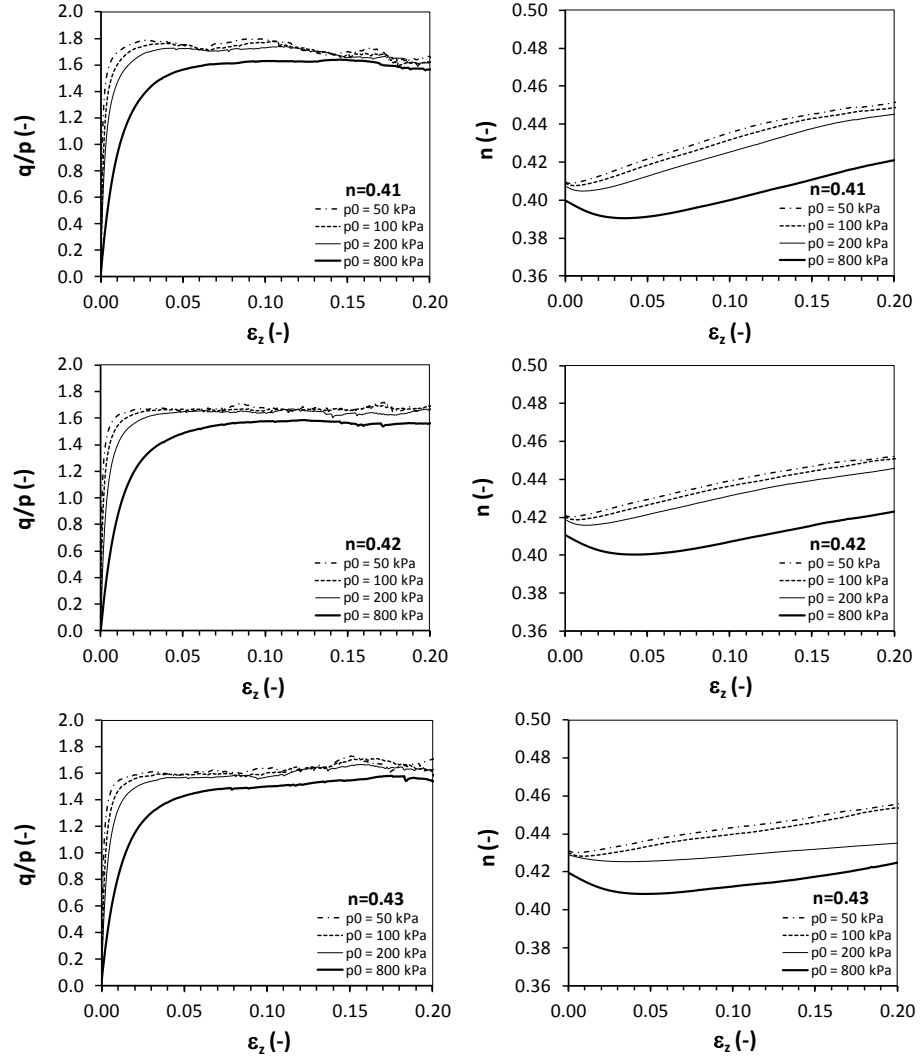 2.0
1.8
1.6
1.4
1.2
1.0
0.8
0.6
0.4
0.2
0.0
q/p (-)
n=0.41
p0 = 50 kPa
p0 = 100 kPa
p0 = 200 kPa
p0 = 800 kPa
0.00 0.05 0.10 0.15 0.20
εz (-)
0.50
0.48
0.46
0.44
0.42
0.40
0.38
0.36
n (-)
n=0.41
p0 = 50 kPa
p0 = 100 kPa
p0 = 200 kPa
p0 = 800 kPa
0.00 0.05 0.10 0.15 0.20
εz (-)
2.0
1.8
1.6
1.4
1.2
1.0
0.8
0.6
0.4
0.2
0.0
q/p (-)
n=0.42
p0 = 50 kPa
p0 = 100 kPa
p0 = 200 kPa
p0 = 800 kPa
0.00 0.05 0.10 0.15 0.20
εz (-)
0.50
0.48
0.46
0.44
0.42
0.40
0.38
0.36
n (-)
n=0.42
p0 = 50 kPa
p0 = 100 kPa
p0 = 200 kPa
p0 = 800 kPa
0.00 0.05 0.10 0.15 0.20
εz (-)
2.0
1.8
1.6
1.4
1.2
1.0
0.8
0.6
0.4
0.2
0.0
q/p (-)
n=0.43
p0 = 50 kPa
p0 = 100 kPa
p0 = 200 kPa
p0 = 800 kPa
0.00 0.05 0.10 0.15 0.20
εz (-)
0.50
0.48
0.46
0.44
0.42
0.40
0.38
0.36
n (-)
n=0.43
p0 = 50 kPa
p0 = 100 kPa
p0 = 200 kPa
p0 = 800 kPa
0.00 0.05 0.10 0.15 0.20
εz (-)